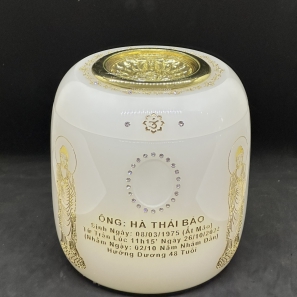 ÔNG: HÀ THÁI BẢO
Sinh Ngày: 08/03/1975 (Ất Mão)
Từ Trần Lúc 11h15' Ngày 26/10/2022
(Nhằm Ngày: 02/10 Năm Nhâm Dần)
Hưởng Dương 48 Tuổi